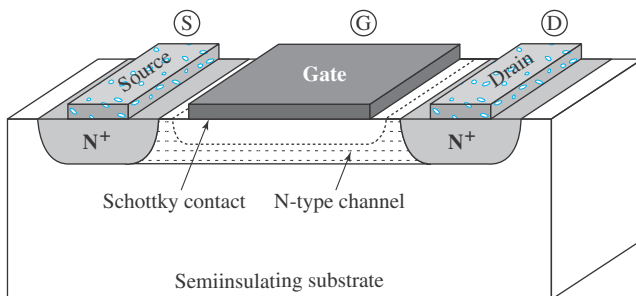 S
G
D
Source
Gate
Drain
N+
N+
Schottky contact
N-type channel
Semiinsulating substrate